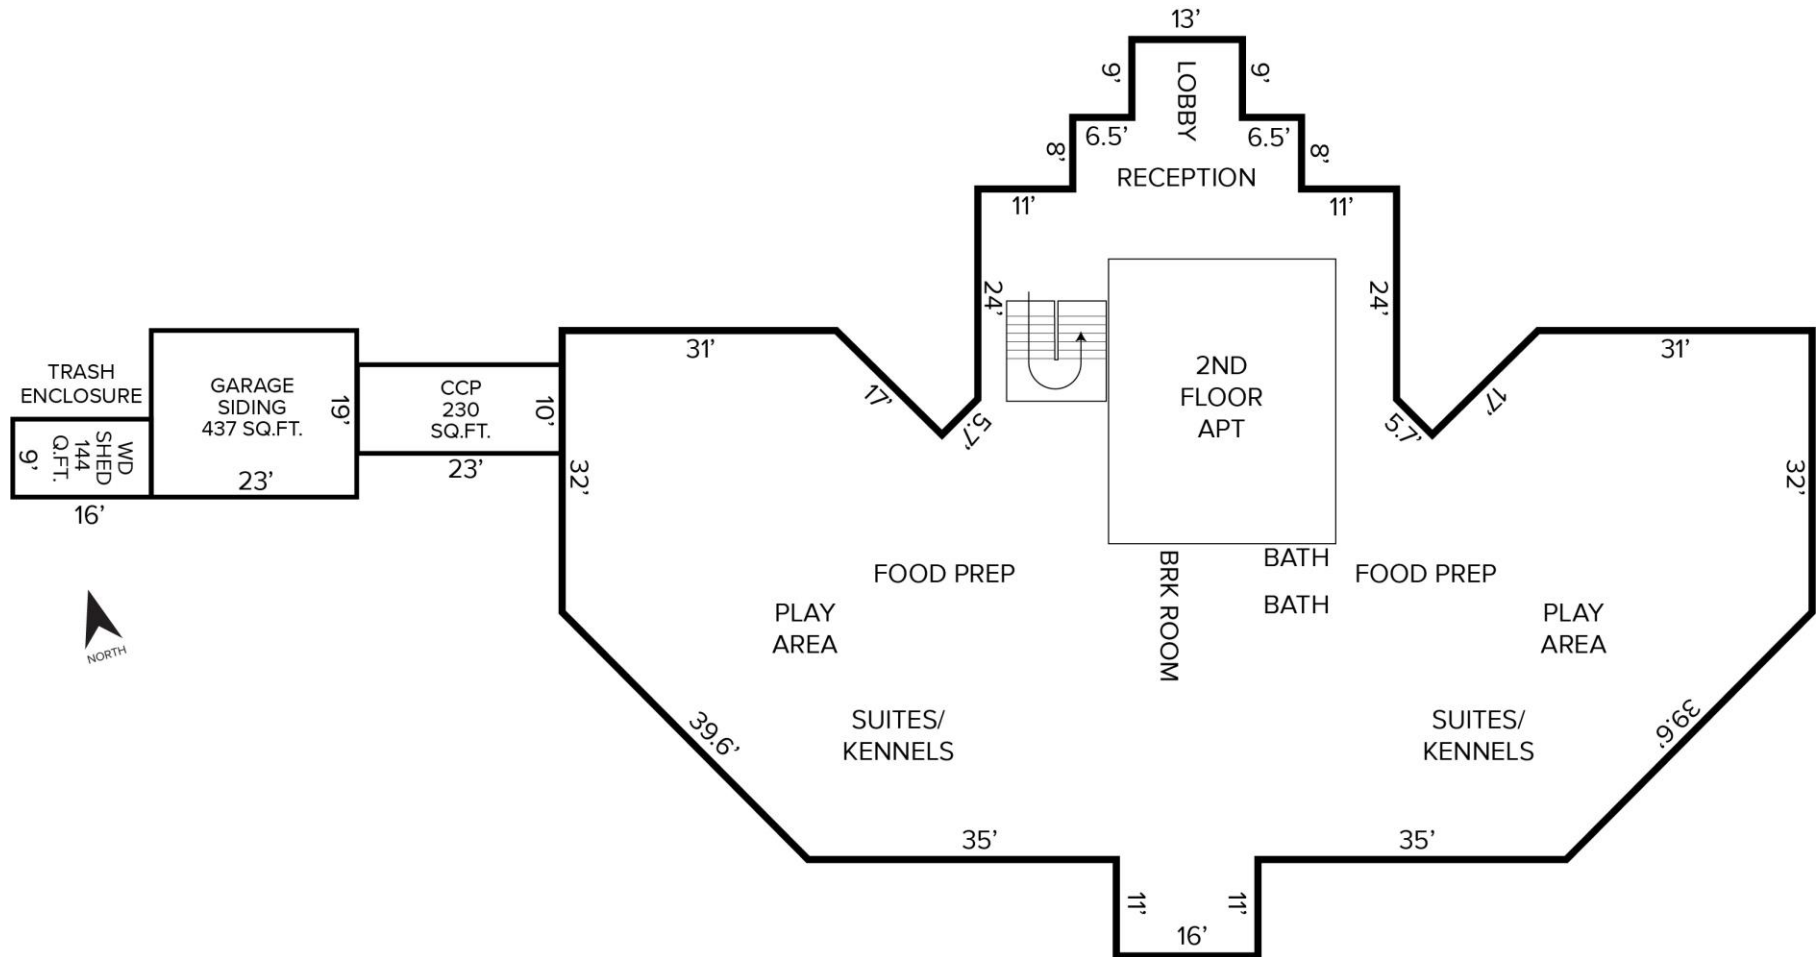 13’
9’
LOBBY
9’
6.5’
6.5’
8’
8’
RECEPTION
11’
11’
24’
24’
31’
31’
17’
17’
5.7’
5.7’
2ND
FLOOR
APT
TRASH
ENCLOSURE
GARAGE
SIDING
437 SQ.FT.
19’
23’
CCP
230
SQ.FT.
10’
23’
WD
SHED
144
Q.FT.
9’
16’
32’
32’
NORTH
FOOD PREP
BRK ROOM
BATH
BATH
FOOD PREP
PLAY
AREA
PLAY
AREA
SUITES/
KENNELS
SUITES/
KENNELS
39.6’
39.6’
35’
35’
11’
11’
16’